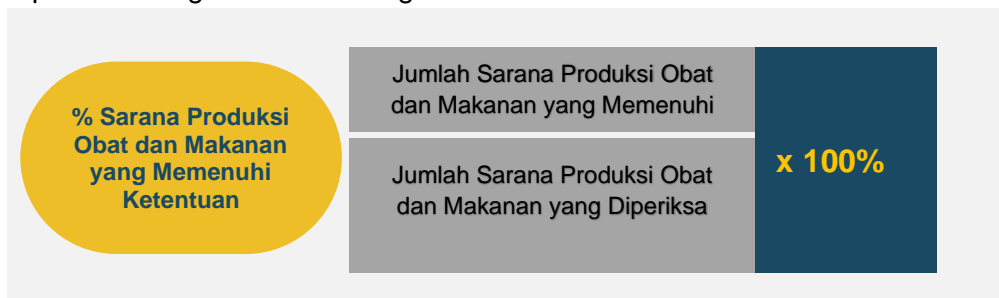 % Sarana Produksi
Obat dan Makanan
yang Memenuhi
Ketentuan
Jumlah Sarana Produksi Obat
dan Makanan yang Memenuhi
Jumlah Sarana Produksi Obat
dan Makanan yang Diperiksa
x 100%